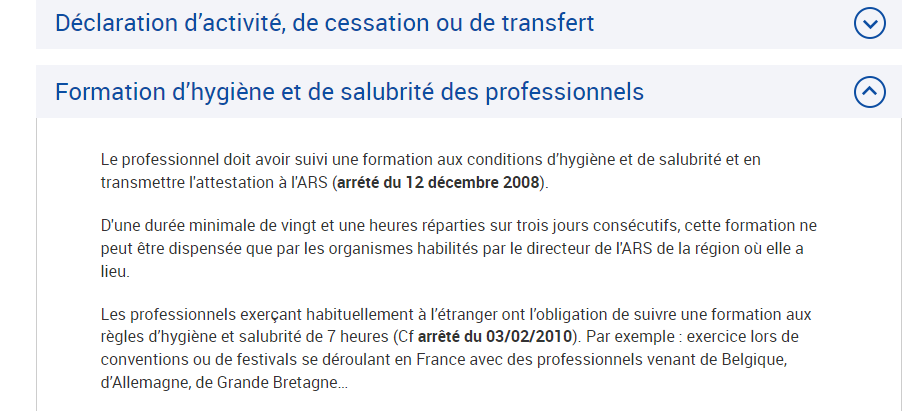 Déclaration d’activité, de cessation ou de transfert
Formation d’hygiène et de salubrité des professionnels
Le professionnel doit avoir suivi une formation aux conditions d’hygiène et de salubrité et en
transmettre l'attestation à l'ARS (arrété du 12 décembre 2008).
D'une durée minimale de vingt et une heures réparties sur trois jours consécutifs, cette formation ne
peut être dispensée que par les organismes habilités par le directeur de l'ARS de la région où elle a
lieu.
Les professionnels exerçant habituellement à l’étranger ont l’obligation de suivre une formation aux
règles d’hygiène et salubrité de 7 heures (Cf arrêté du 03/02/2010). Par exemple : exercice lors de
conventions ou de festivals se déroulant en France avec des professionnels venant de Belgique,
d’Allemagne, de Grande Bretagne…